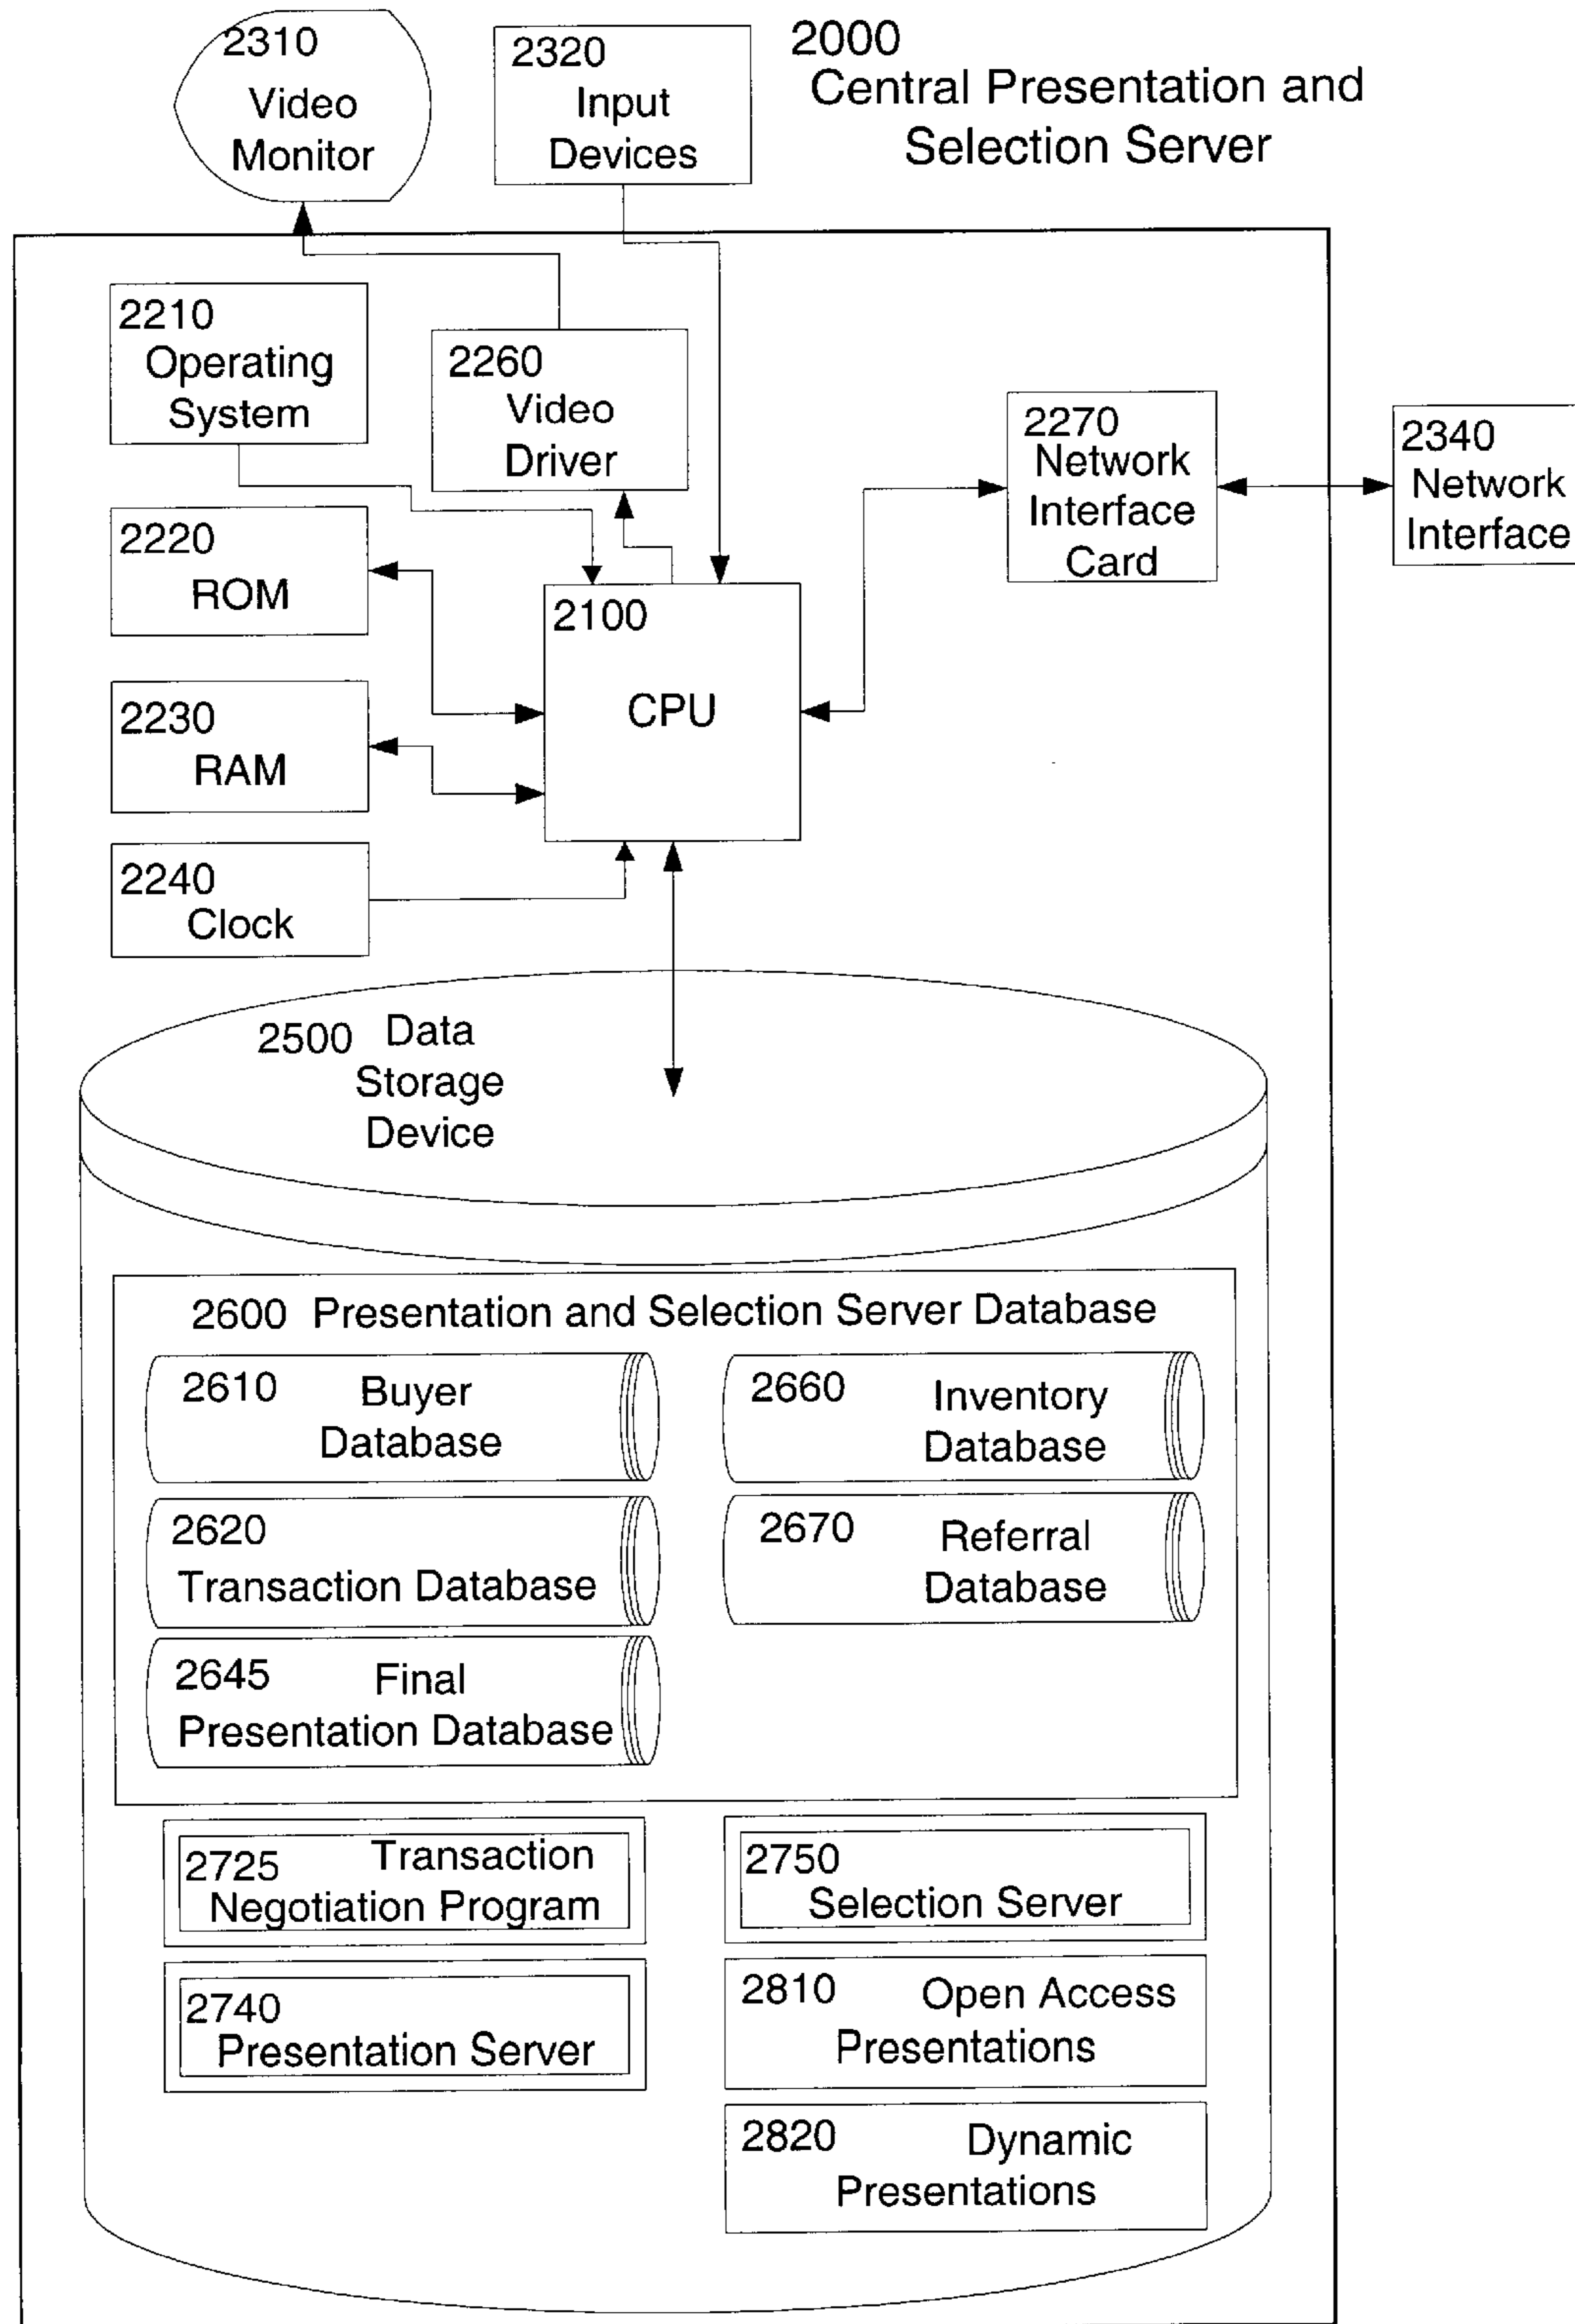 2310
Video
Monitor
2320
Input
Devices
2000
Central Presentation and
Selection Server
2210
Operating
System
2260
Video
Driver
2270
Network
Interface
Card
2340
Network
Interface
2220
ROM
2100
CPU
2230
RAM
2240
Clock
2500 Data
Storage
Device
2600 Presentation and Selection Server Database
2610 Buyer
Database
2660 Inventory
Database
2620
Transaction Database
2670 Referral
Database
2645 Final
Presentation Database
2725 Transaction
Negotiation Program
2750
Selection Server
2740
Presentation Server
2810 Open Access
Presentations
2820 Dynamic
Presentations